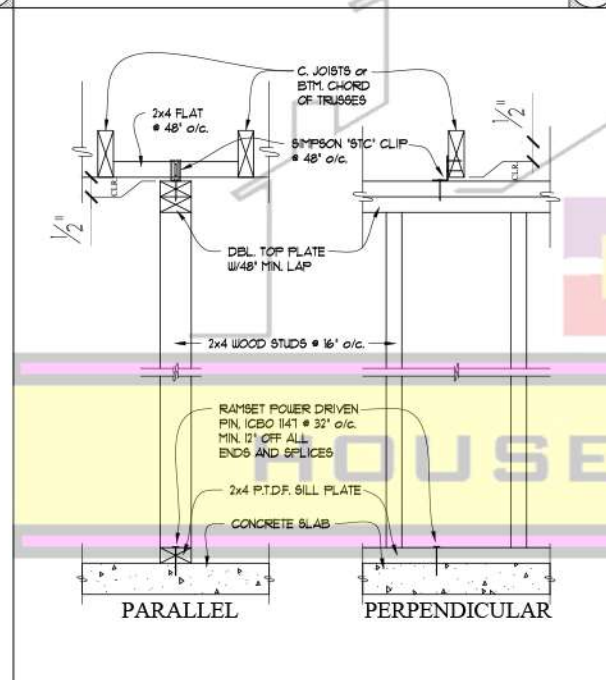 C. JOISTS or
BTM. CHORD
OF TRUSSES
2x4 FLAT
@ 48" o/c.
SIMPSON 'STC' CLIP
@ 48" o/c.
1/2"
CLR.
1/2"
CLR.
DBL. TOP PLATE
W/48" MIN. LAP
2x4 WOOD STUDS @ 16" o/c.
RAMSET POWER DRIVEN
PIN, ICBO 1147 @ 32" o/c.
MIN. 12" OFF ALL
ENDS AND SPLICES
HOUSE
2x4 P.T.D.F. SILL PLATE
CONCRETE SLAB
PARALLEL
PERPENDICULAR